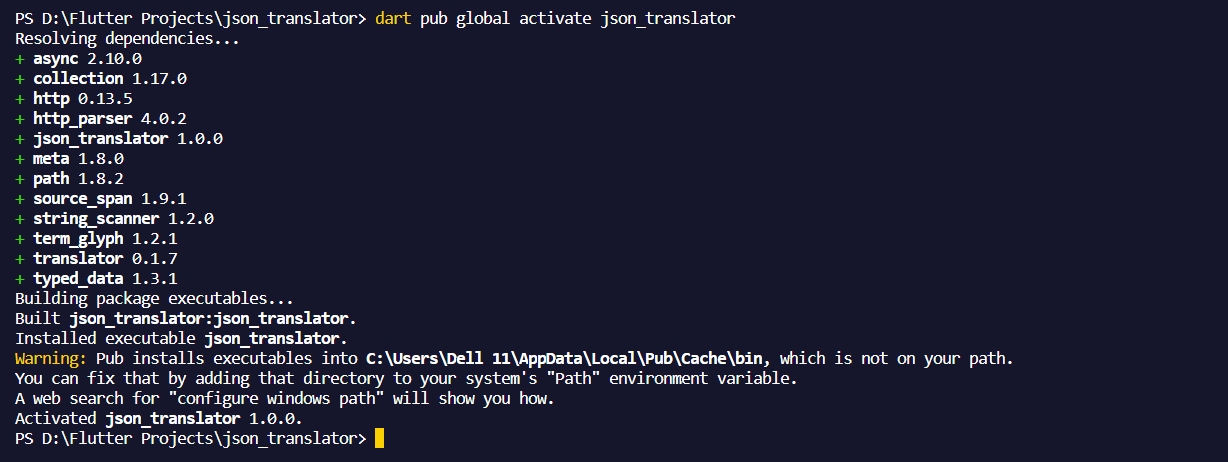 PS D:\Flutter Projects\json_translator> dart pub global activate json_translator
Resolving dependencies...
+ async 2.10.0
+ collection 1.17.0
+ http 0.13.5
+ http_parser 4.0.2
+ json_translator 1.0.0
+ meta 1.8.0
+ path 1.8.2
+ source_span 1.9.1
+ string_scanner 1.2.0
+ term_glyph 1.2.1
+ translator 0.1.7
+ typed_data 1.3.1
Building package executables...
Built json_translator:json_translator.
Installed executable json_translator.
Warning: Pub installs executables into C:\Users\Dell 11\AppData\Local\Pub\Cache\bin, which is not on your path.
You can fix that by adding that directory to your system's "Path" environment variable.
A web search for "configure windows path" will show you how.
Activated json_translator 1.0.0.
PS D:\Flutter Projects\json_translator>